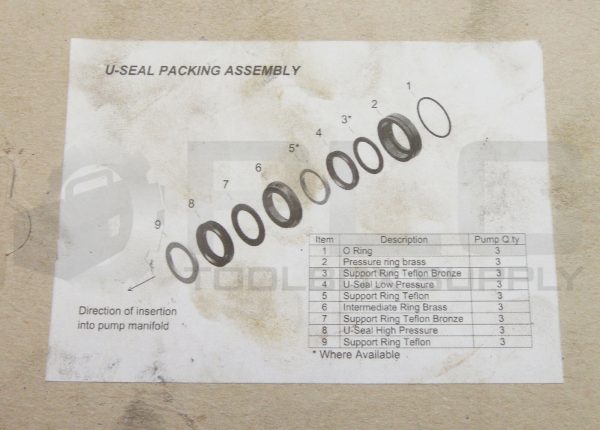 U-SEAL PACKING ASSEMBLY
1
2
3*
4
5*
6
7
8
9
Direction of insertion
into pump manifold
Item Description Pump Q.ty
1 O Ring 3
2 Pressure ring brass 3
3 Support Ring Teflon Bronze 3
4 U-Seal Low Pressure 3
5 Support Ring Teflon 3
6 Intermediate Ring Brass 3
7 Support Ring Teflon Bronze 3
8 U-Seal High Pressure 3
9 Support Ring Teflon 3
* Where Available
TOOL SUPPLY